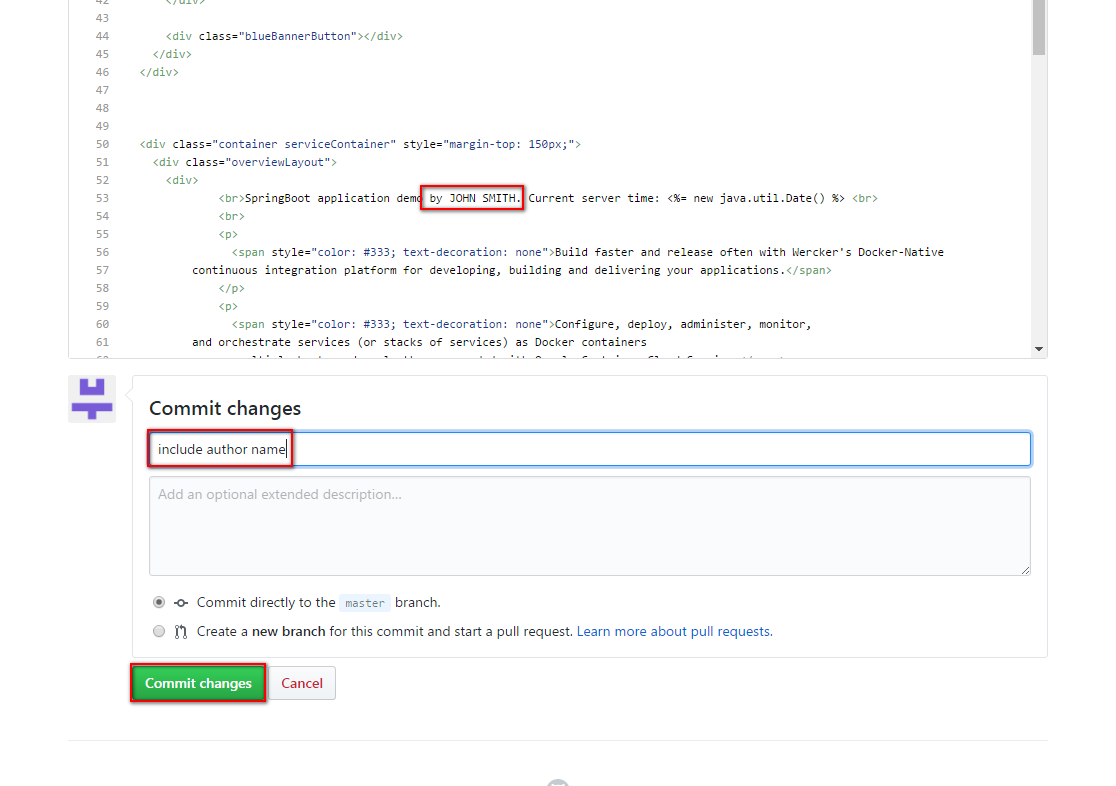 42 </div>
43
44 <div class="blueBannerButton"></div>
45 </div>
46 </div>
47
48
49
50 <div class="container serviceContainer" style="margin-top: 150px;">
51 <div class="overviewLayout">
52 <div>
53 <br>SpringBoot application demo by JOHN SMITH. Current server time: <%= new java.util.Date() %> <br>
54 <br>
55 <p>
56 <span style="color: #333; text-decoration: none">Build faster and release often with Wercker's Docker-Native
57 continuous integration platform for developing, building and delivering your applications.</span>
58 </p>
59 <p>
60 <span style="color: #333; text-decoration: none">Configure, deploy, administer, monitor,
61 and orchestrate services (or stacks of services) as Docker containers
Commit changes
include author name
Add an optional extended description...
Commit directly to the master branch.
Create a new branch for this commit and start a pull request. Learn more about pull requests.
Commit changes Cancel